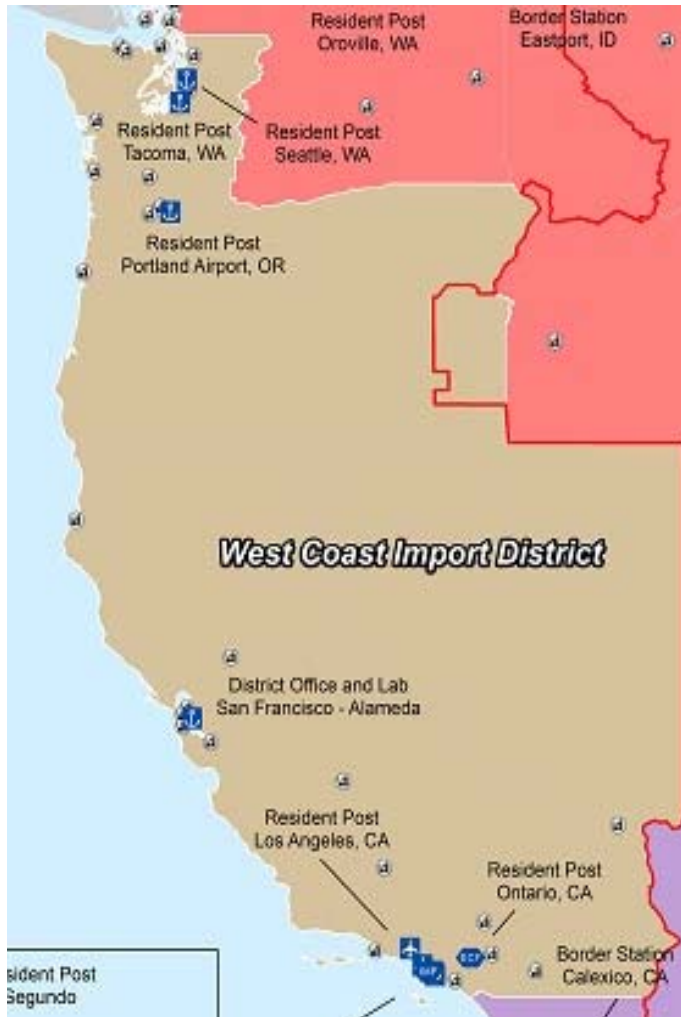 Resident Post
Oroville, WA
Border Station
Eastport, ID
Resident Post
Tacoma, WA
Resident Post
Seattle, WA
Resident Post
Portland Airport, OR
West Coast Import District
District Office and Lab
San Francisco - Alameda
Resident Post
Los Angeles, CA
Resident Post
Ontario, CA
Border Station
Calexico, CA
sident Post
Segundo